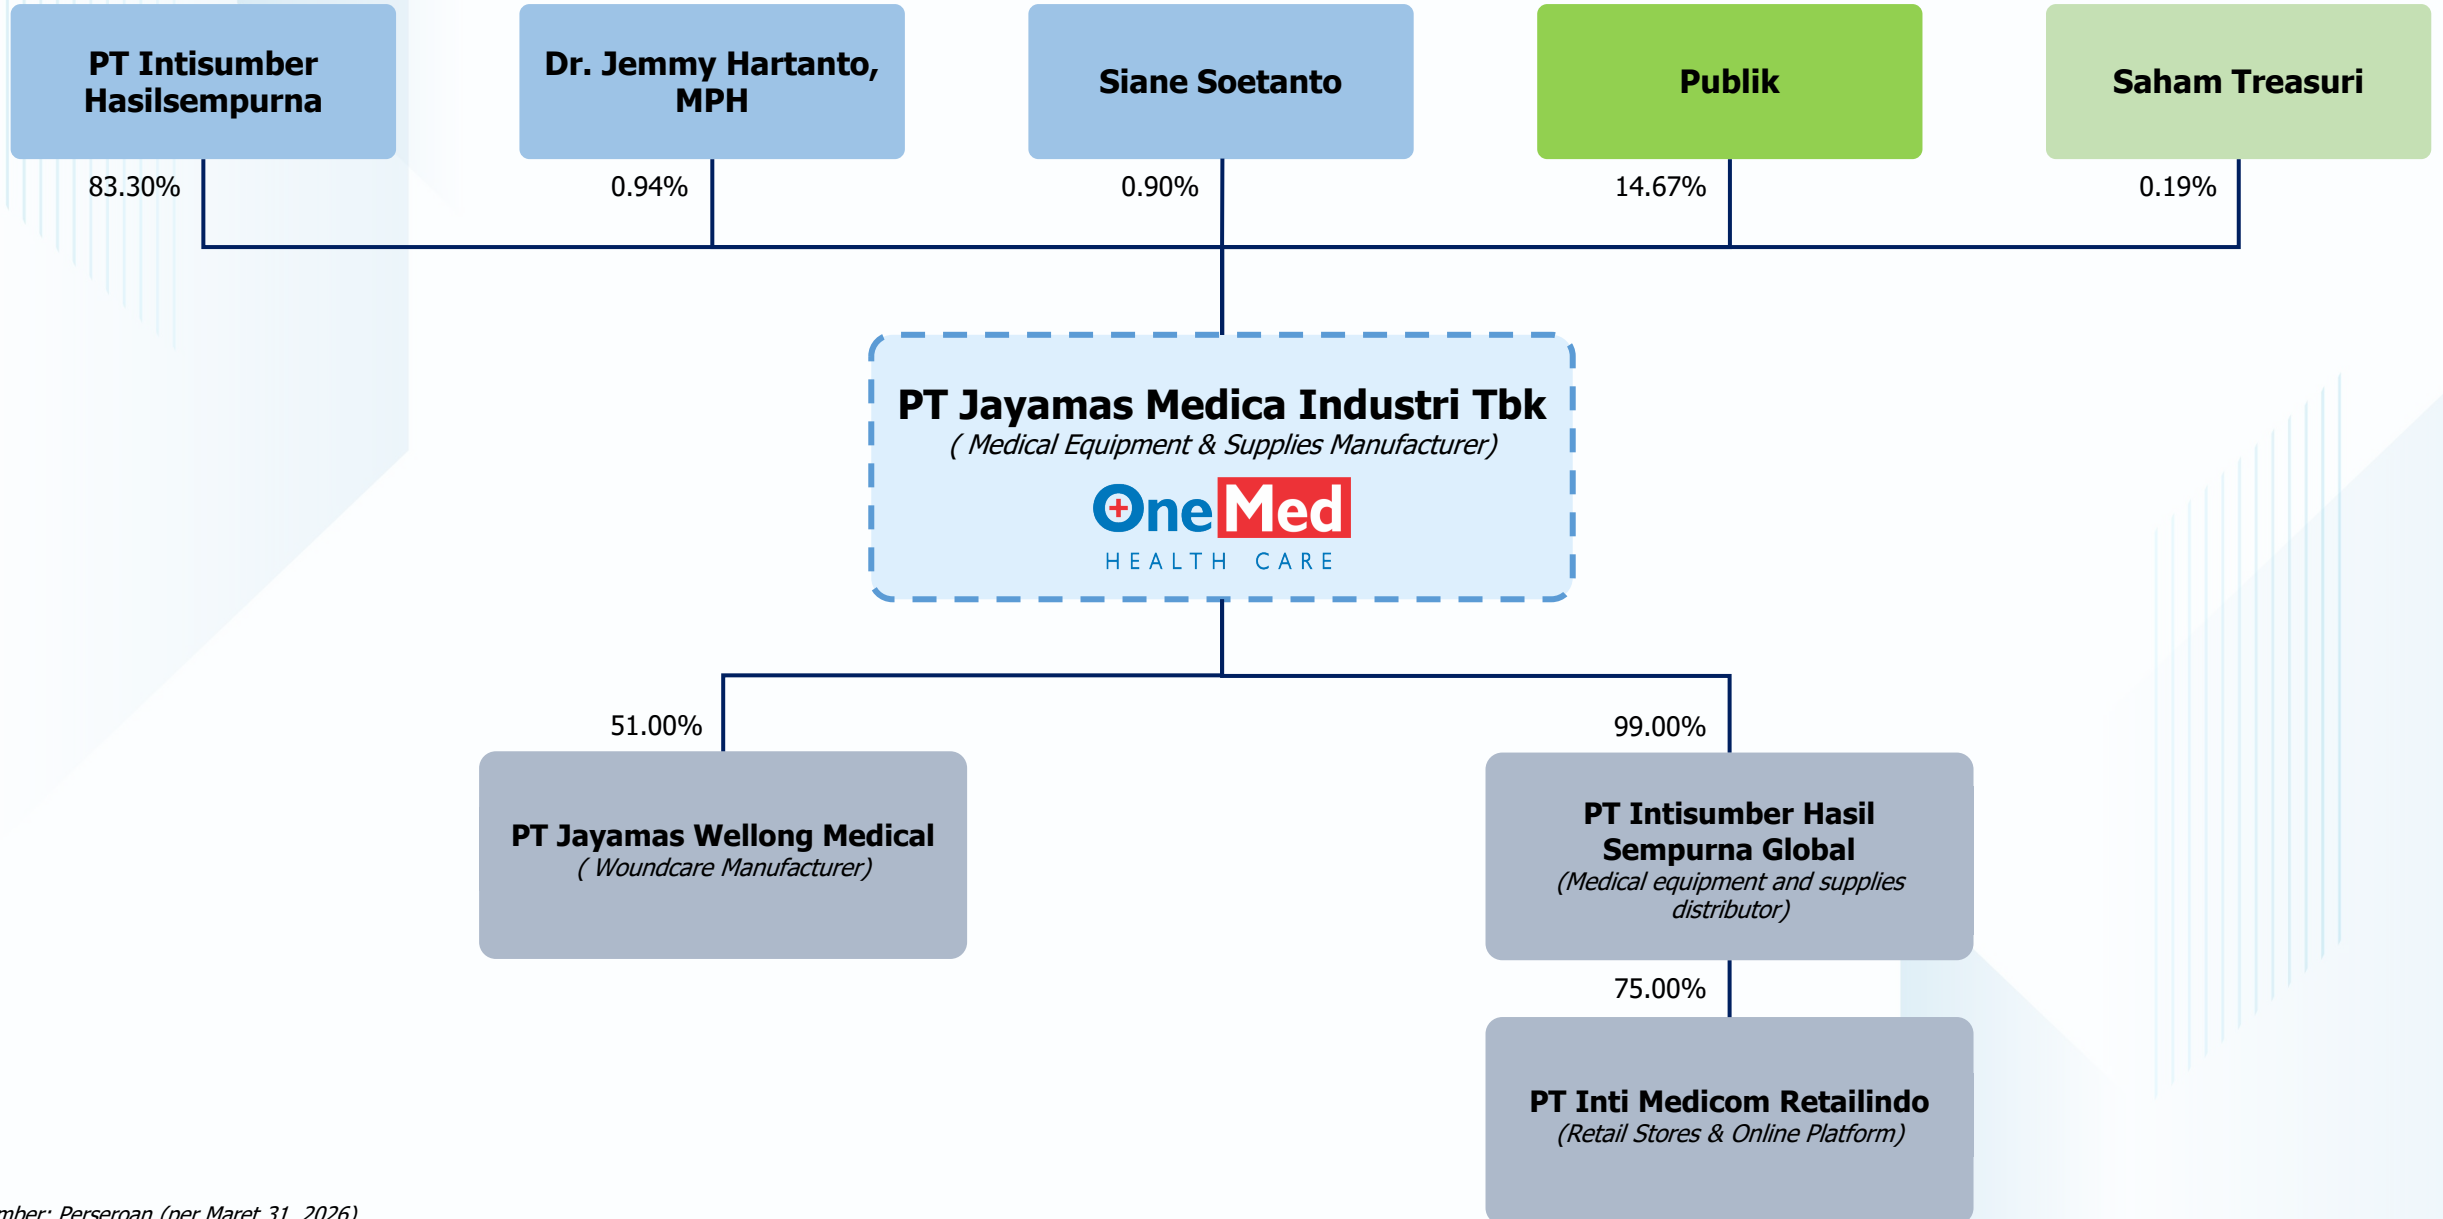 PT Intisumber
Hasilsempurna
Dr. Jemmy Hartanto,
MPH
Siane Soetanto
Publik
Saham Treasuri
83.30%
0.94%
0.90%
14.67%
0.19%
PT Jayamas Medica Industri Tbk
( Medical Equipment & Supplies Manufacturer)
One Med
HEALTH CARE
51.00%
99.00%
PT Jayamas Wellong Medical
( Woundcare Manufacturer)
PT Intisumber Hasil
Sempurna Global
(Medical equipment and supplies
distributor)
75.00%
PT Inti Medicom Retailindo
(Retail Stores & Online Platform)
Perseroan (per Maret 31, 2026)